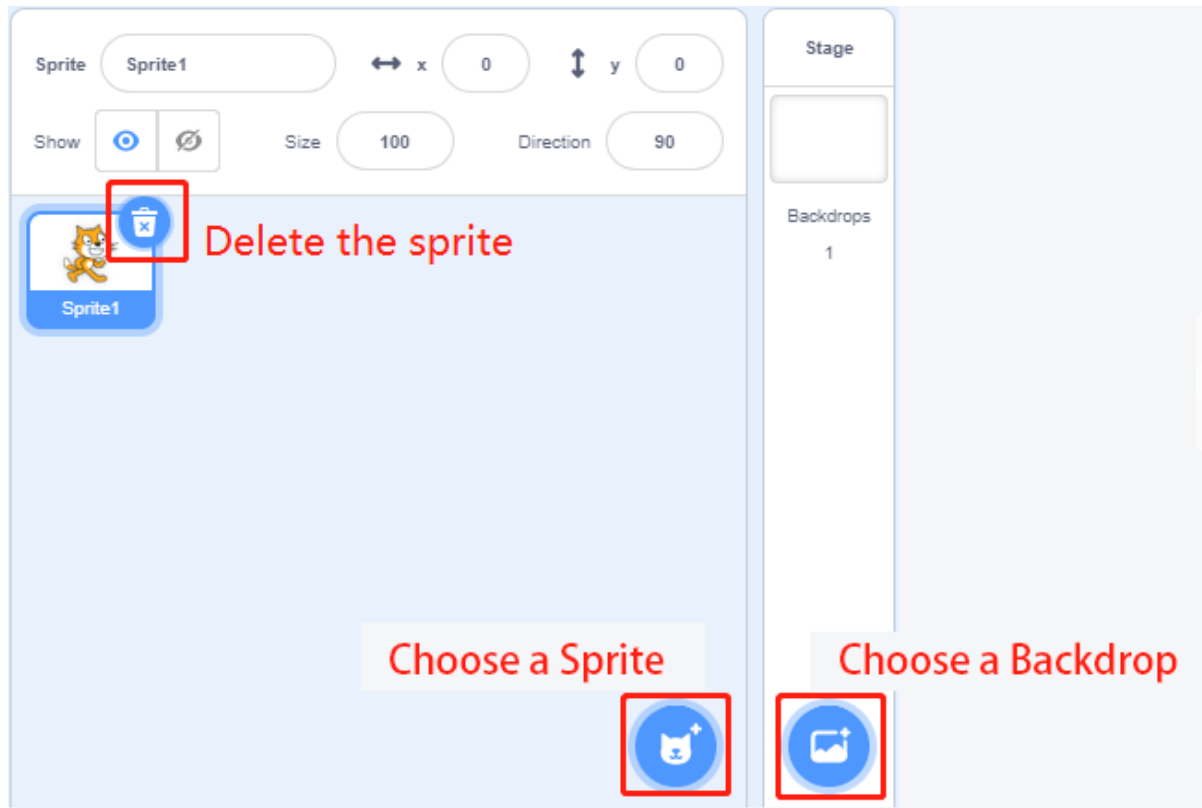 Sprite Sprite1 x 0 y 0
Show Size 100 Direction 90
Delete the sprite
Sprite1
Choose a Sprite
Stage
Backdrops
1
Choose a Backdrop